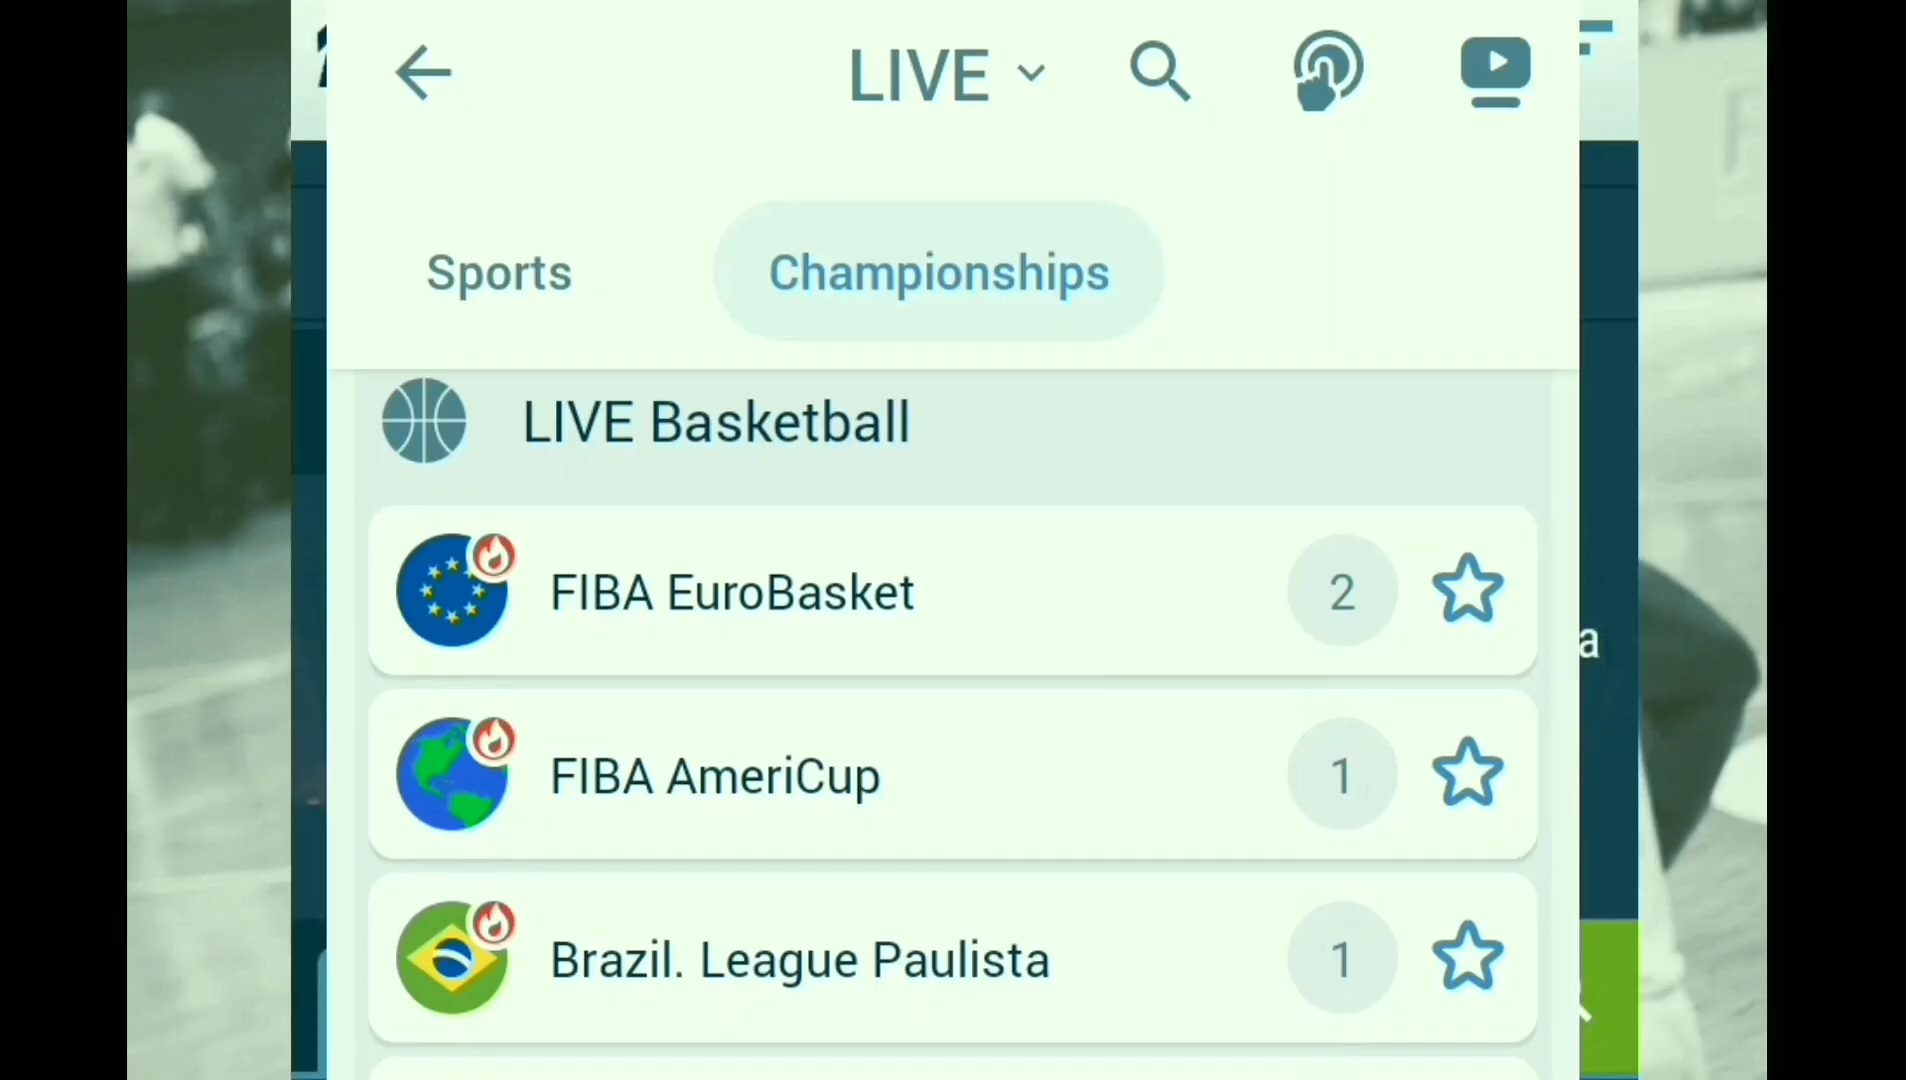 LIVE
Sports Championships
LIVE Basketball
FIBA EuroBasket 2
FIBA AmeriCup 1
Brazil. League Paulista 1
a